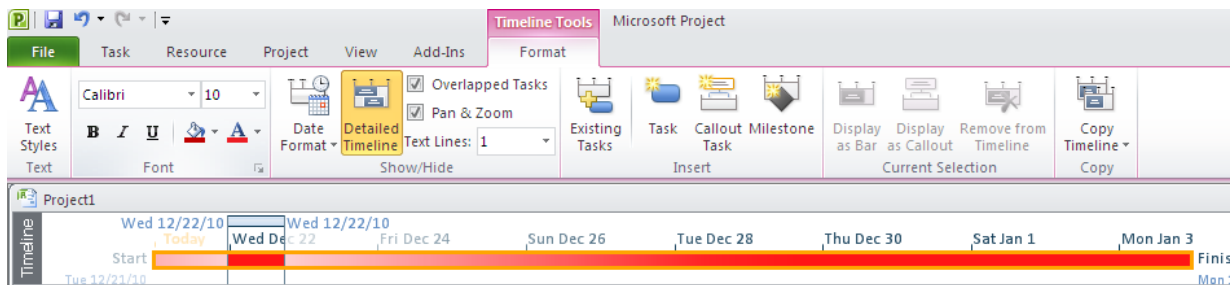 Timeline Tools Microsoft Project
File Task Resource Project View Add-Ins Format
Calibri 10
Overlapped Tasks
Pan & Zoom
Text Lines: 1
Text Styles
B I U A
Date Format
Detailed Timeline
Existing Tasks
Task
Callout Task
Milestone
Display as Bar
Display as Callout
Remove from Timeline
Copy Timeline
Text Font Show/Hide Insert Current Selection Copy
Project1
Timeline
Wed 12/22/10 Wed 12/22/10
Today Wed Dec 22 Fri Dec 24 Sun Dec 26 Tue Dec 28 Thu Dec 30 Sat Jan 1 Mon Jan 3
Start Finis
Tue 12/21/10 Mon